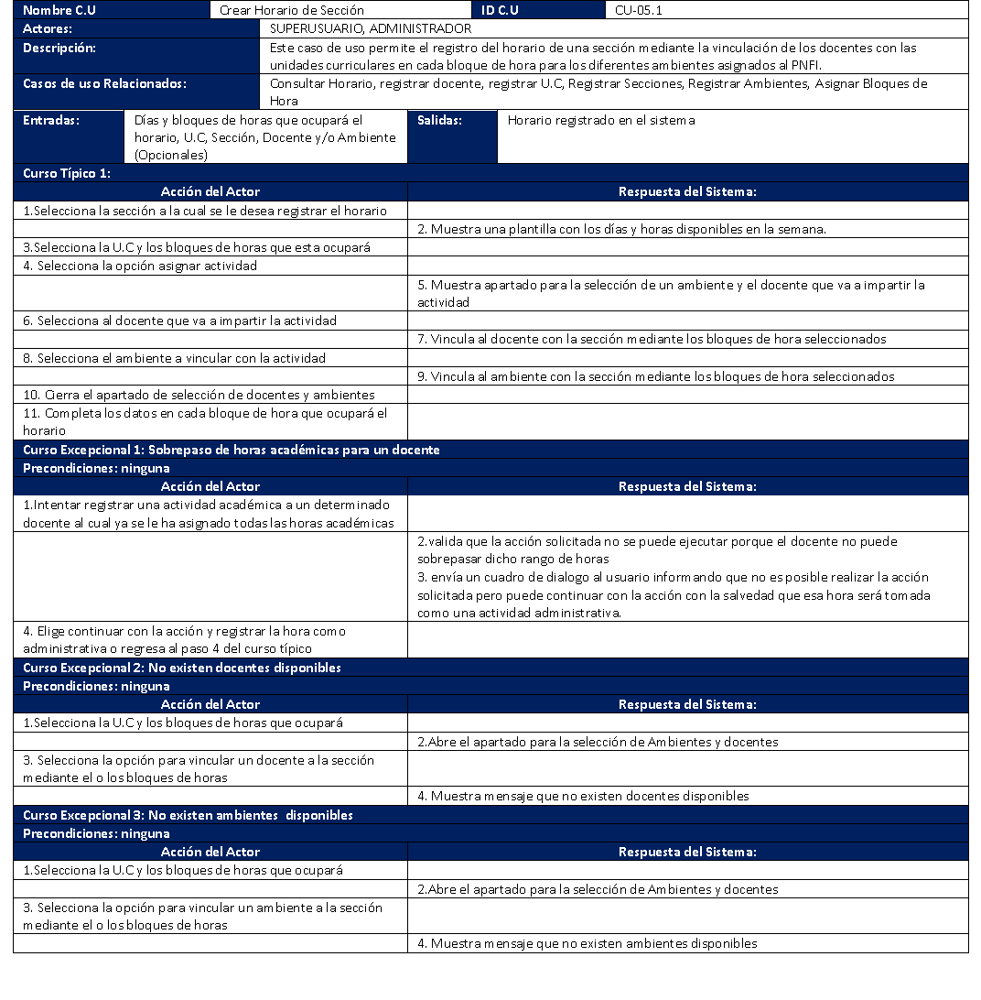 Nombre C.U Crear Horario de Sección ID C.U CU-05.1
Actores: SUPERUSUARIO, ADMINISTRADOR
Descripción: Este caso de uso permite el registro del horario de una sección mediante la vinculación de los docentes con las
unidades curriculares en cada bloque de hora para los diferentes ambientes asignados al PNFI.
Casos de uso Relacionados: Consultar Horario, registrar docente, registrar U.C, Registrar Secciones, Registrar Ambientes, Asignar Bloques de
Hora
Entradas: Días y bloques de horas que ocupará el Salidas: Horario registrado en el sistema
horario, U.C, Sección, Docente y/o Ambiente
(Opcionales)
Curso Típico 1:
Acción del Actor Respuesta del Sistema:
1.Selecciona la sección a la cual se le desea registrar el horario
2. Muestra una plantilla con los días y horas disponibles en la semana.
3.Selecciona la U.C y los bloques de horas que esta ocupará
4. Selecciona la opción asignar actividad
5. Muestra apartado para la selección de un ambiente y el docente que va a impartir la
actividad
6. Selecciona al docente que va a impartir la actividad
7. Vincula al docente con la sección mediante los bloques de hora seleccionados
8. Selecciona el ambiente a vincular con la actividad
9. Vincula al ambiente con la sección mediante los bloques de hora seleccionados
10. Cierra el apartado de selección de docentes y ambientes
11. Completa los datos en cada bloque de hora que ocupará el
horario
Curso Excepcional 1: Sobrepaso de horas académicas para un docente
Precondiciones: ninguna
Acción del Actor Respuesta del Sistema:
1.Intentar registrar una actividad académica a un determinado
docente al cual ya se le ha asignado todas las horas académicas
2.valida que la acción solicitada no se puede ejecutar porque el docente no puede
sobrepasar dicho rango de horas
3. envía un cuadro de dialogo al usuario informando que no es posible realizar la acción
solicitada pero puede continuar con la acción con la salvedad que esa hora será tomada
como una actividad administrativa.
4. Elige continuar con la acción y registrar la hora como
administrativa o regresa al paso 4 del curso típico
Curso Excepcional 2: No existen docentes disponibles
Precondiciones: ninguna
Acción del Actor Respuesta del Sistema:
1.Selecciona la U.C y los bloques de horas que ocupará
2.Abre el apartado para la selección de Ambientes y docentes
3. Selecciona la opción para vincular un docente a la sección
mediante el o los bloques de horas
4. Muestra mensaje que no existen docentes disponibles
Curso Excepcional 3: No existen ambientes disponibles
Precondiciones: ninguna
Acción del Actor Respuesta del Sistema:
1.Selecciona la U.C y los bloques de horas que ocupará
2.Abre el apartado para la selección de Ambientes y docentes
3. Selecciona la opción para vincular un ambiente a la sección
mediante el o los bloques de horas
4. Muestra mensaje que no existen ambientes disponibles